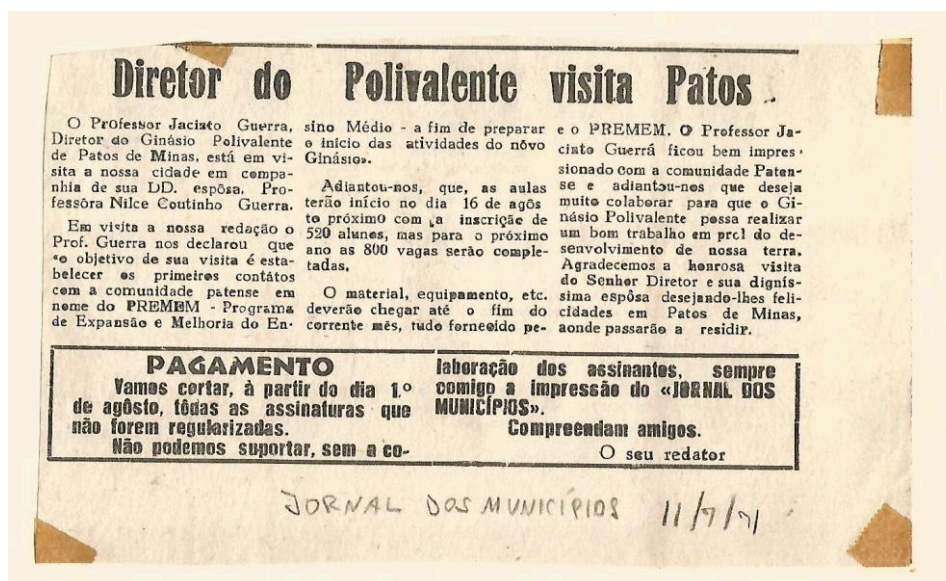 Diretor do Polivalente visita Patos
O Professor Jacinto Guerra,
Diretor do Ginásio Polivalente
de Patos de Minas, está em vi-
sita a nossa cidade em compa-
nhia de sua DD. espôsa, Pro-
fessôra Nilce Coutinho Guerra.
Em visita a nossa redação o
Prof. Guerra nos declarou que
«o objetivo de sua visita é esta-
belecer os primeiros contátos
com a comunidade patense em
nome do PREMEM - Programa
de Expansão e Melhoria do En-
sino Médio - a fim de preparar
o início das atividades do nôvo
Ginásio».
Adiantou-nos, que, as aulas
terão início no dia 16 de agôs
to próximo com a inscrição de
520 alunos, mas para o próximo
ano as 800 vagas serão comple-
tadas.
O material, equipamento, etc.
deverão chegar até o fim do
corrente mês, tudo fornecido pe-
e o PREMEM. O Professor Ja-
cinto Guerrá ficou bem impres-
sionado com a comunidade Paten-
se e adiantou-nos que deseja
muito colaborar para que o Gi-
násio Polivalente possa realizar
um bom trabalho em prol do de-
senvolvimento de nossa terra.
Agradecemos a honrosa visita
do Senhor Diretor e sua dignís-
sima espôsa desejando-lhes feli-
cidades em Patos de Minas,
aonde passarão a residir.
PAGAMENTO
Vamos cortar, à partir do dia 1.º
de agôsto, tôdas as assinaturas que
não forem regularizadas.
Não podemos suportar, sem a co-
laboração dos assinantes, sempre
comigo a impressão do «JORNAL DOS
MUNICÍPIOS».
Compreendam amigos.
O seu redator
JORNAL DOS MUNICÍPIOS 11/7/71